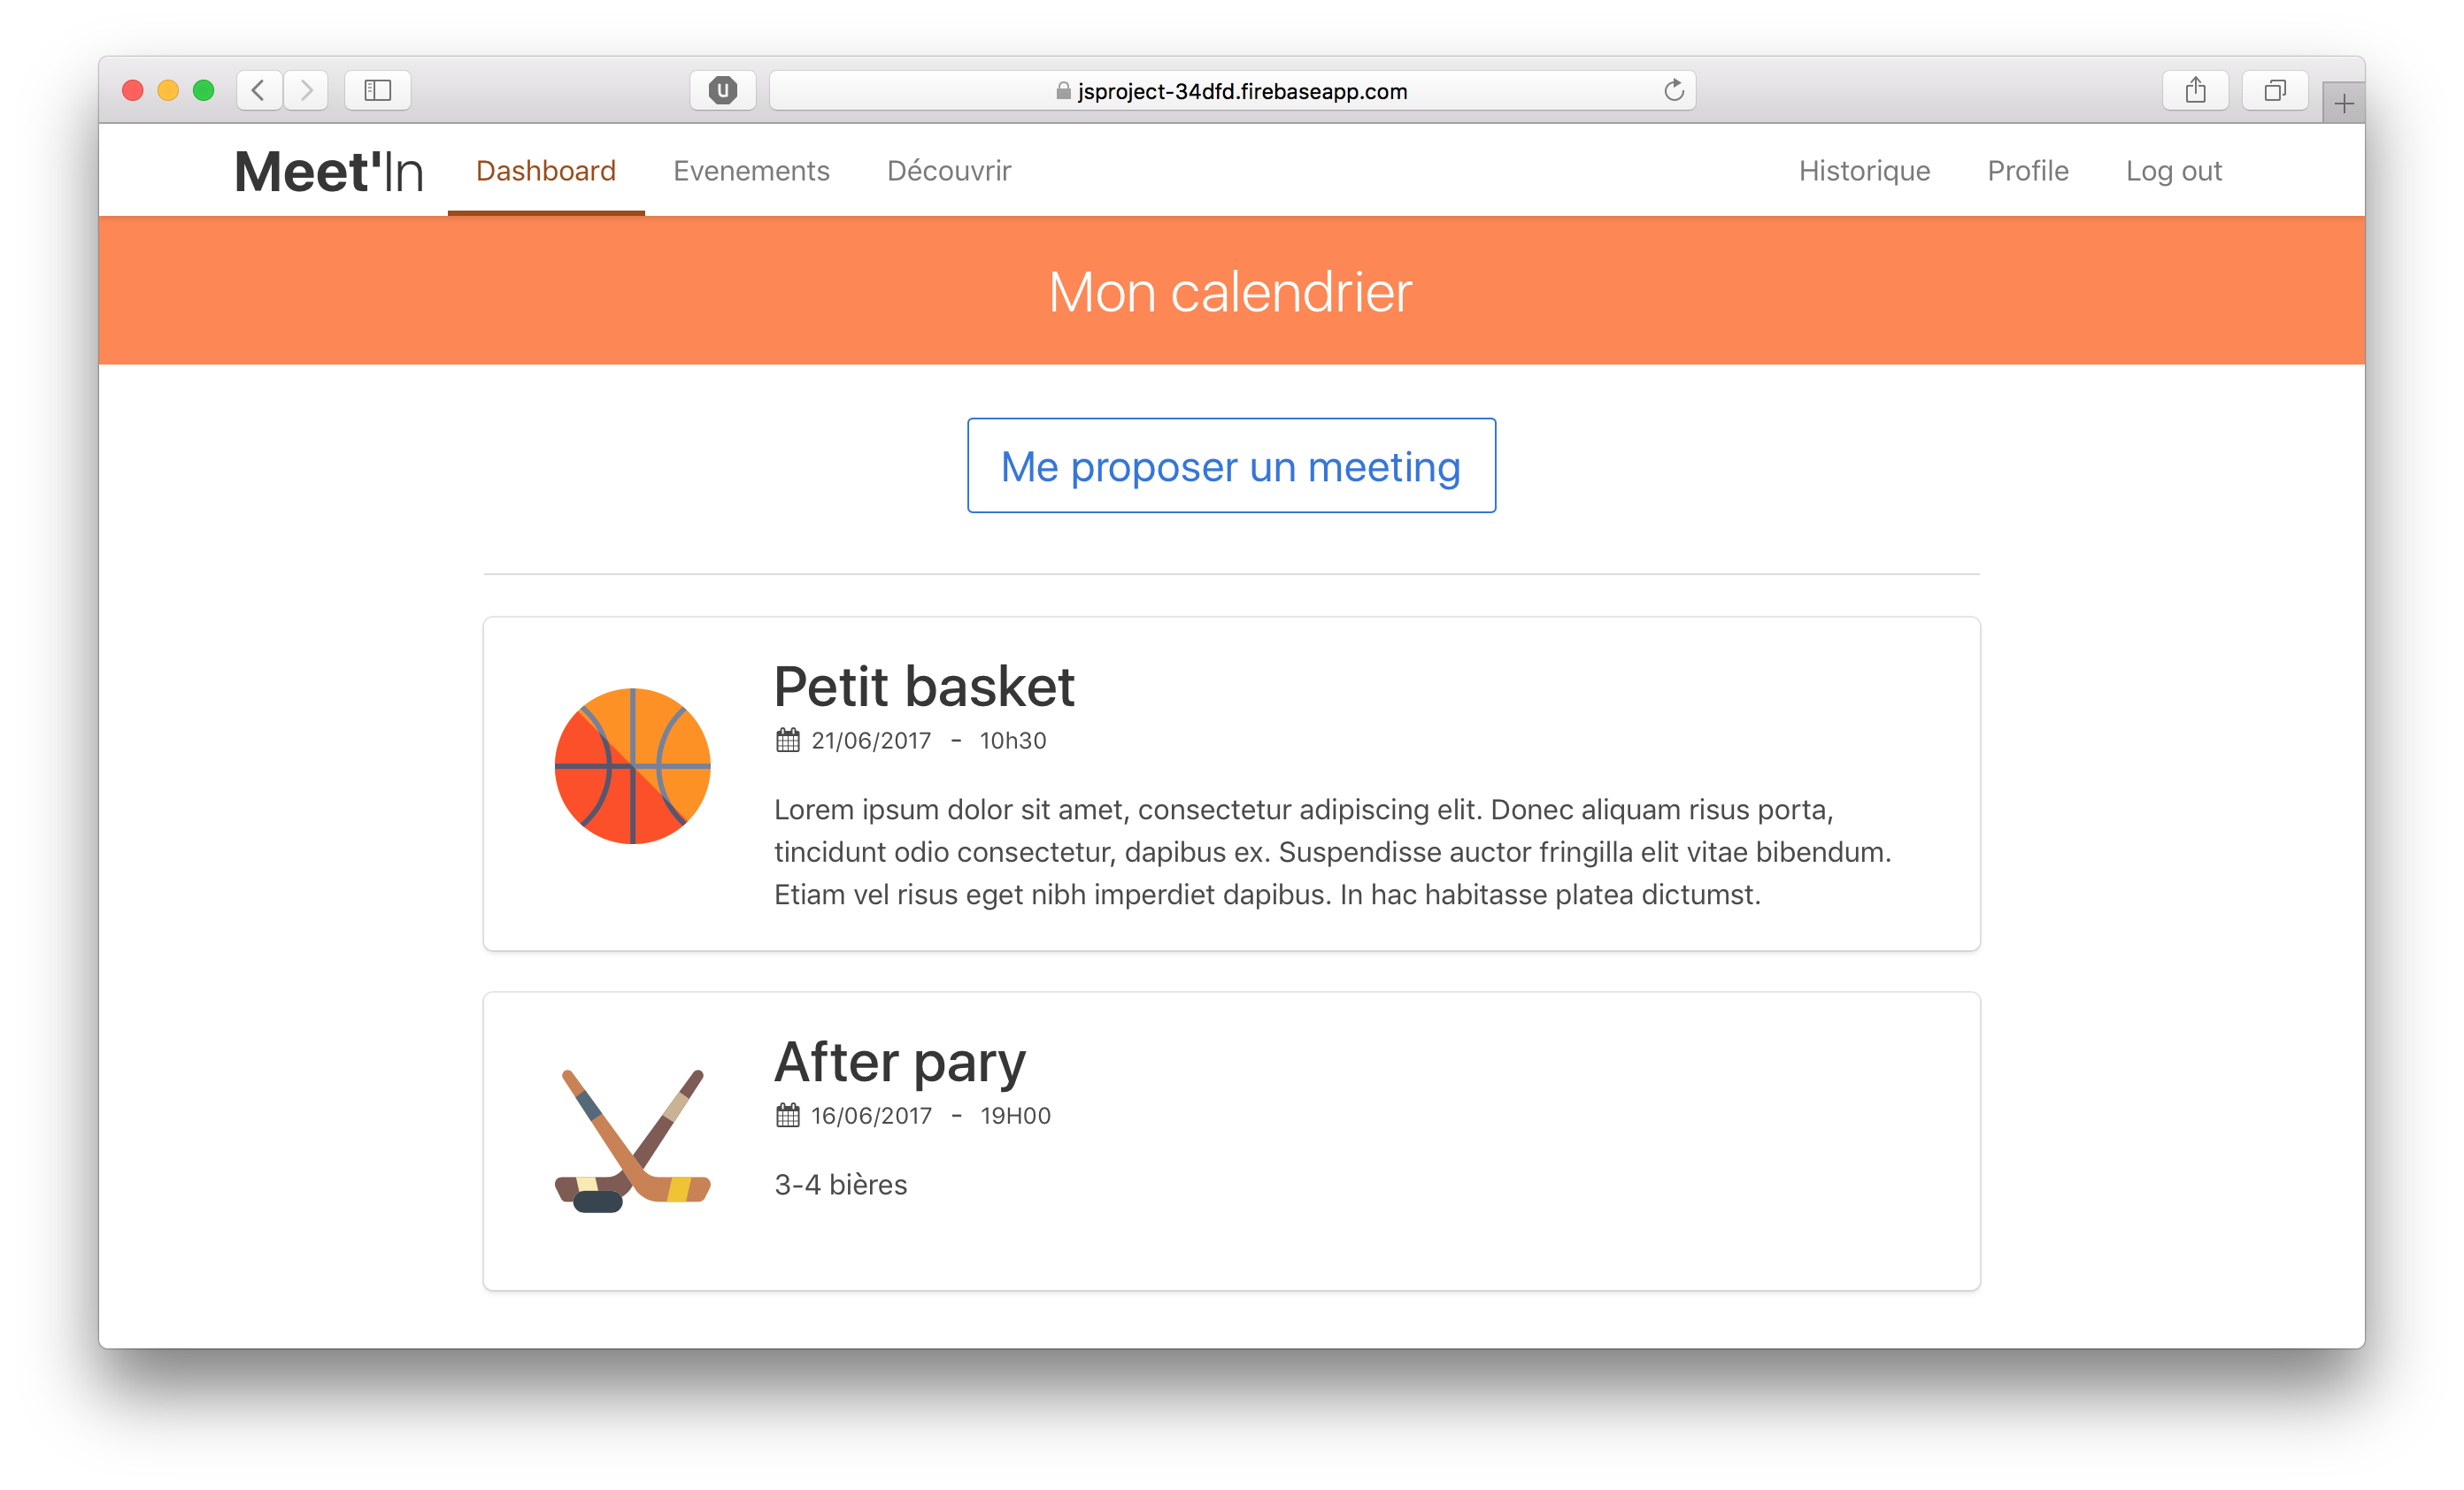 jsproject-34dfd.firebaseapp.com
Meet'In Dashboard Evenements Découvrir Historique Profile Log out
Mon calendrier
Me proposer un meeting
Petit basket
21/06/2017 - 10h30
Lorem ipsum dolor sit amet, consectetur adipiscing elit. Donec aliquam risus porta,
tincidunt odio consectetur, dapibus ex. Suspendisse auctor fringilla elit vitae bibendum.
Etiam vel risus eget nibh imperdiet dapibus. In hac habitasse platea dictumst.
After pary
16/06/2017 - 19H00
3-4 bières